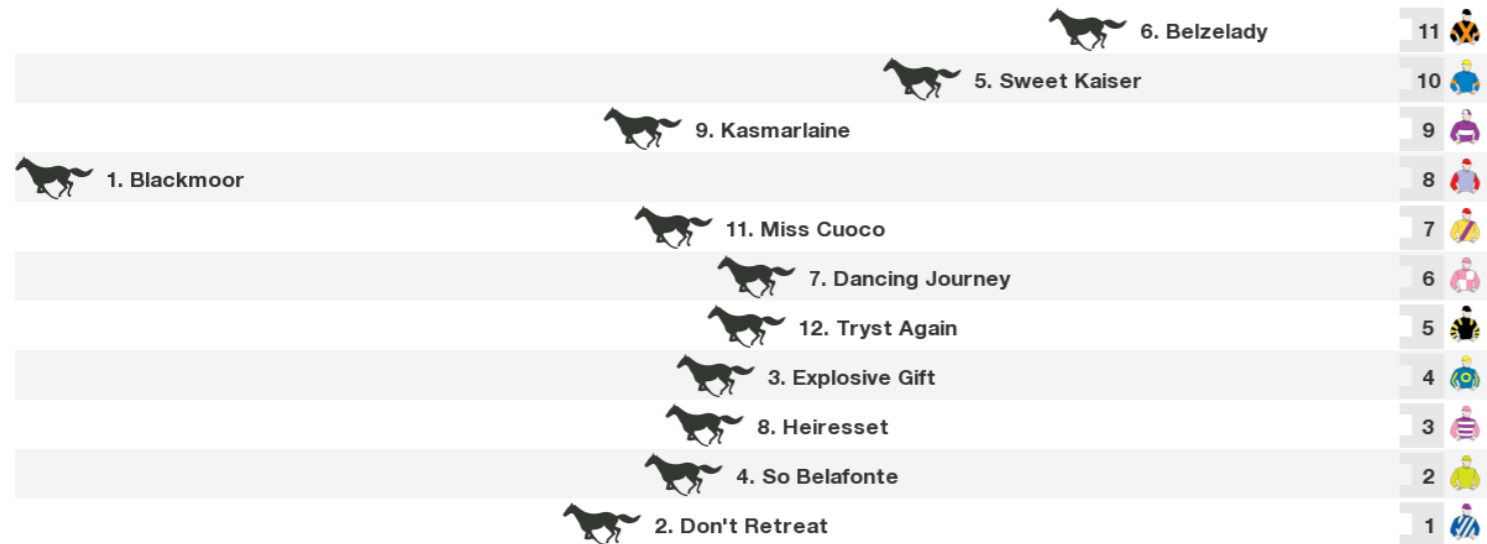 6. Belzelady 11
5. Sweet Kaiser 10
9. Kasmarlaine 9
1. Blackmoor 8
11. Miss Cuoco 7
7. Dancing Journey 6
12. Tryst Again 5
3. Explosive Gift 4
8. Heiresset 3
4. So Belafonte 2
2. Don't Retreat 1